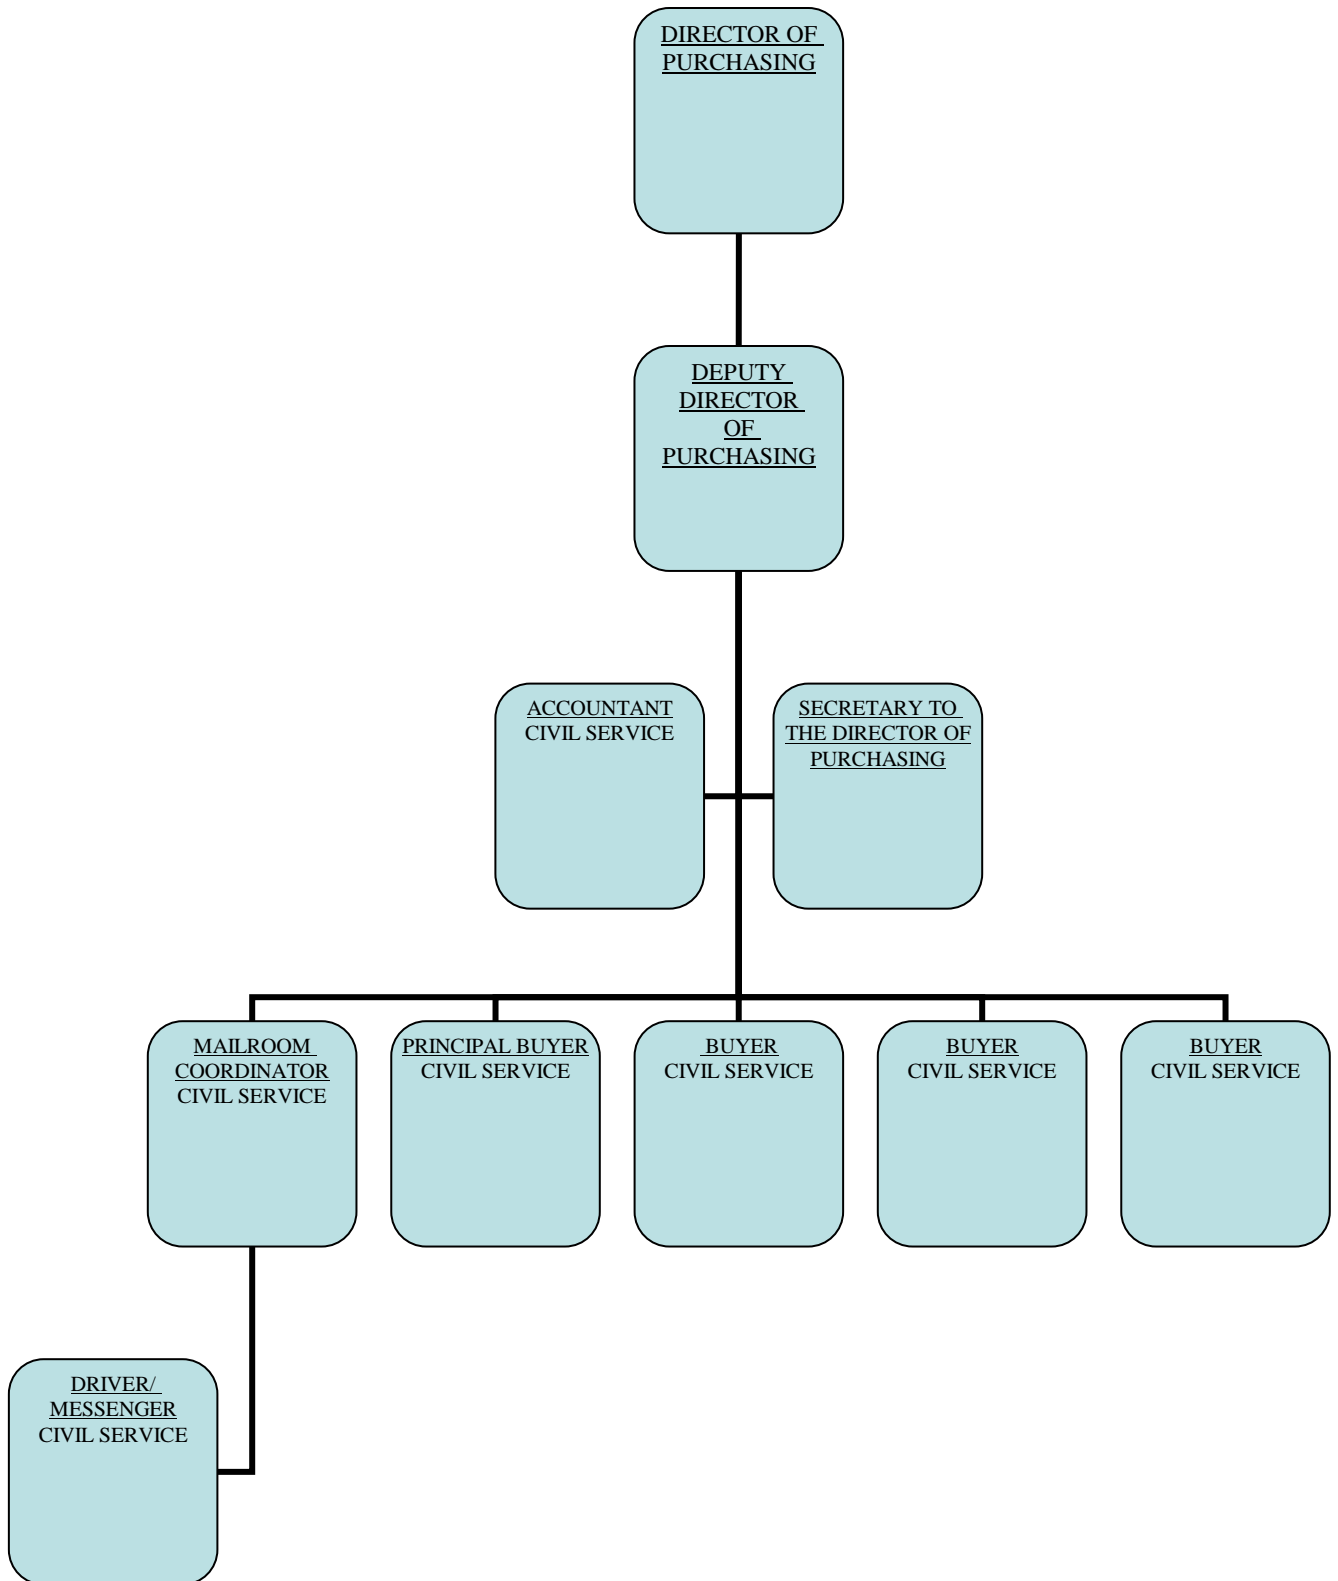 DIRECTOR OF
PURCHASING
DEPUTY
DIRECTOR
OF
PURCHASING
ACCOUNTANT
CIVIL SERVICE
SECRETARY TO
THE DIRECTOR OF
PURCHASING
MAILROOM
COORDINATOR
CIVIL SERVICE
PRINCIPAL BUYER
CIVIL SERVICE
BUYER
CIVIL SERVICE
BUYER
CIVIL SERVICE
BUYER
CIVIL SERVICE
DRIVER/
MESSENGER
CIVIL SERVICE